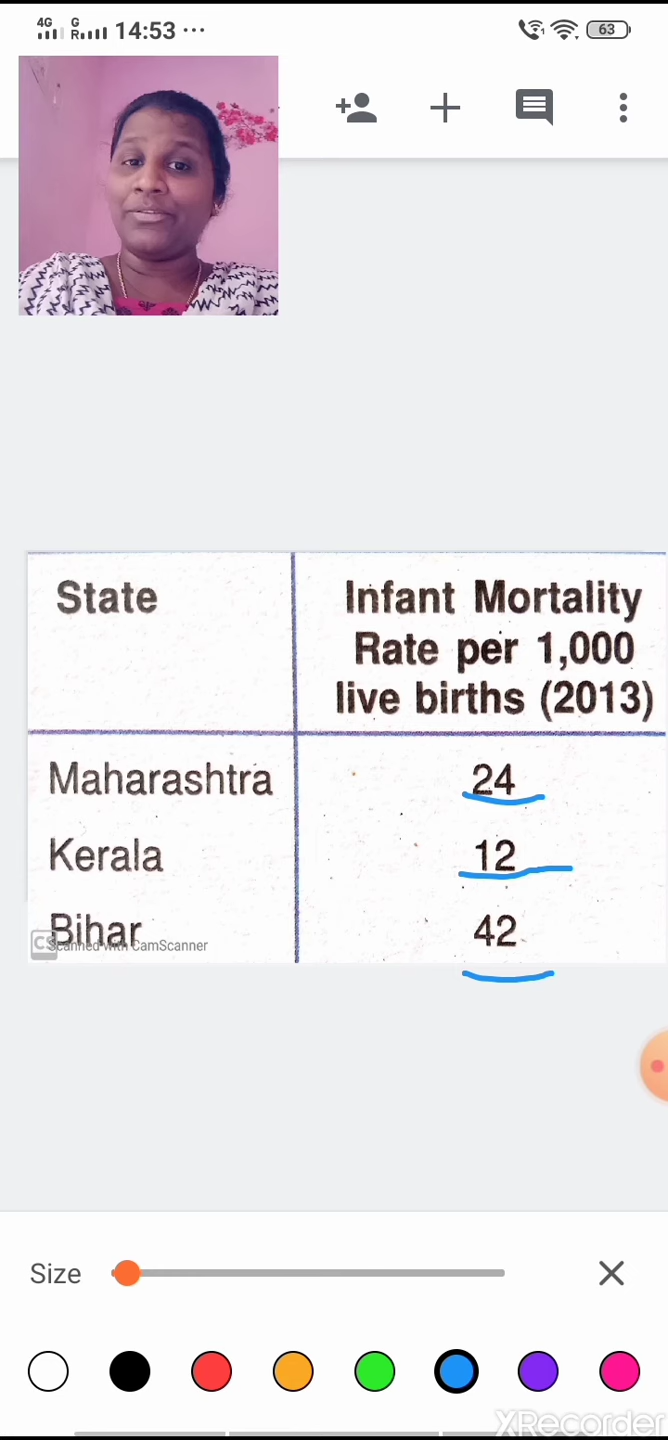 4G G R 14:53 ... 63
State Infant Mortality
Rate per 1,000
live births (2013)
Maharashtra 24
Kerala 12
Bihar 42
CS Scanned with CamScanner
Size
XRecorder